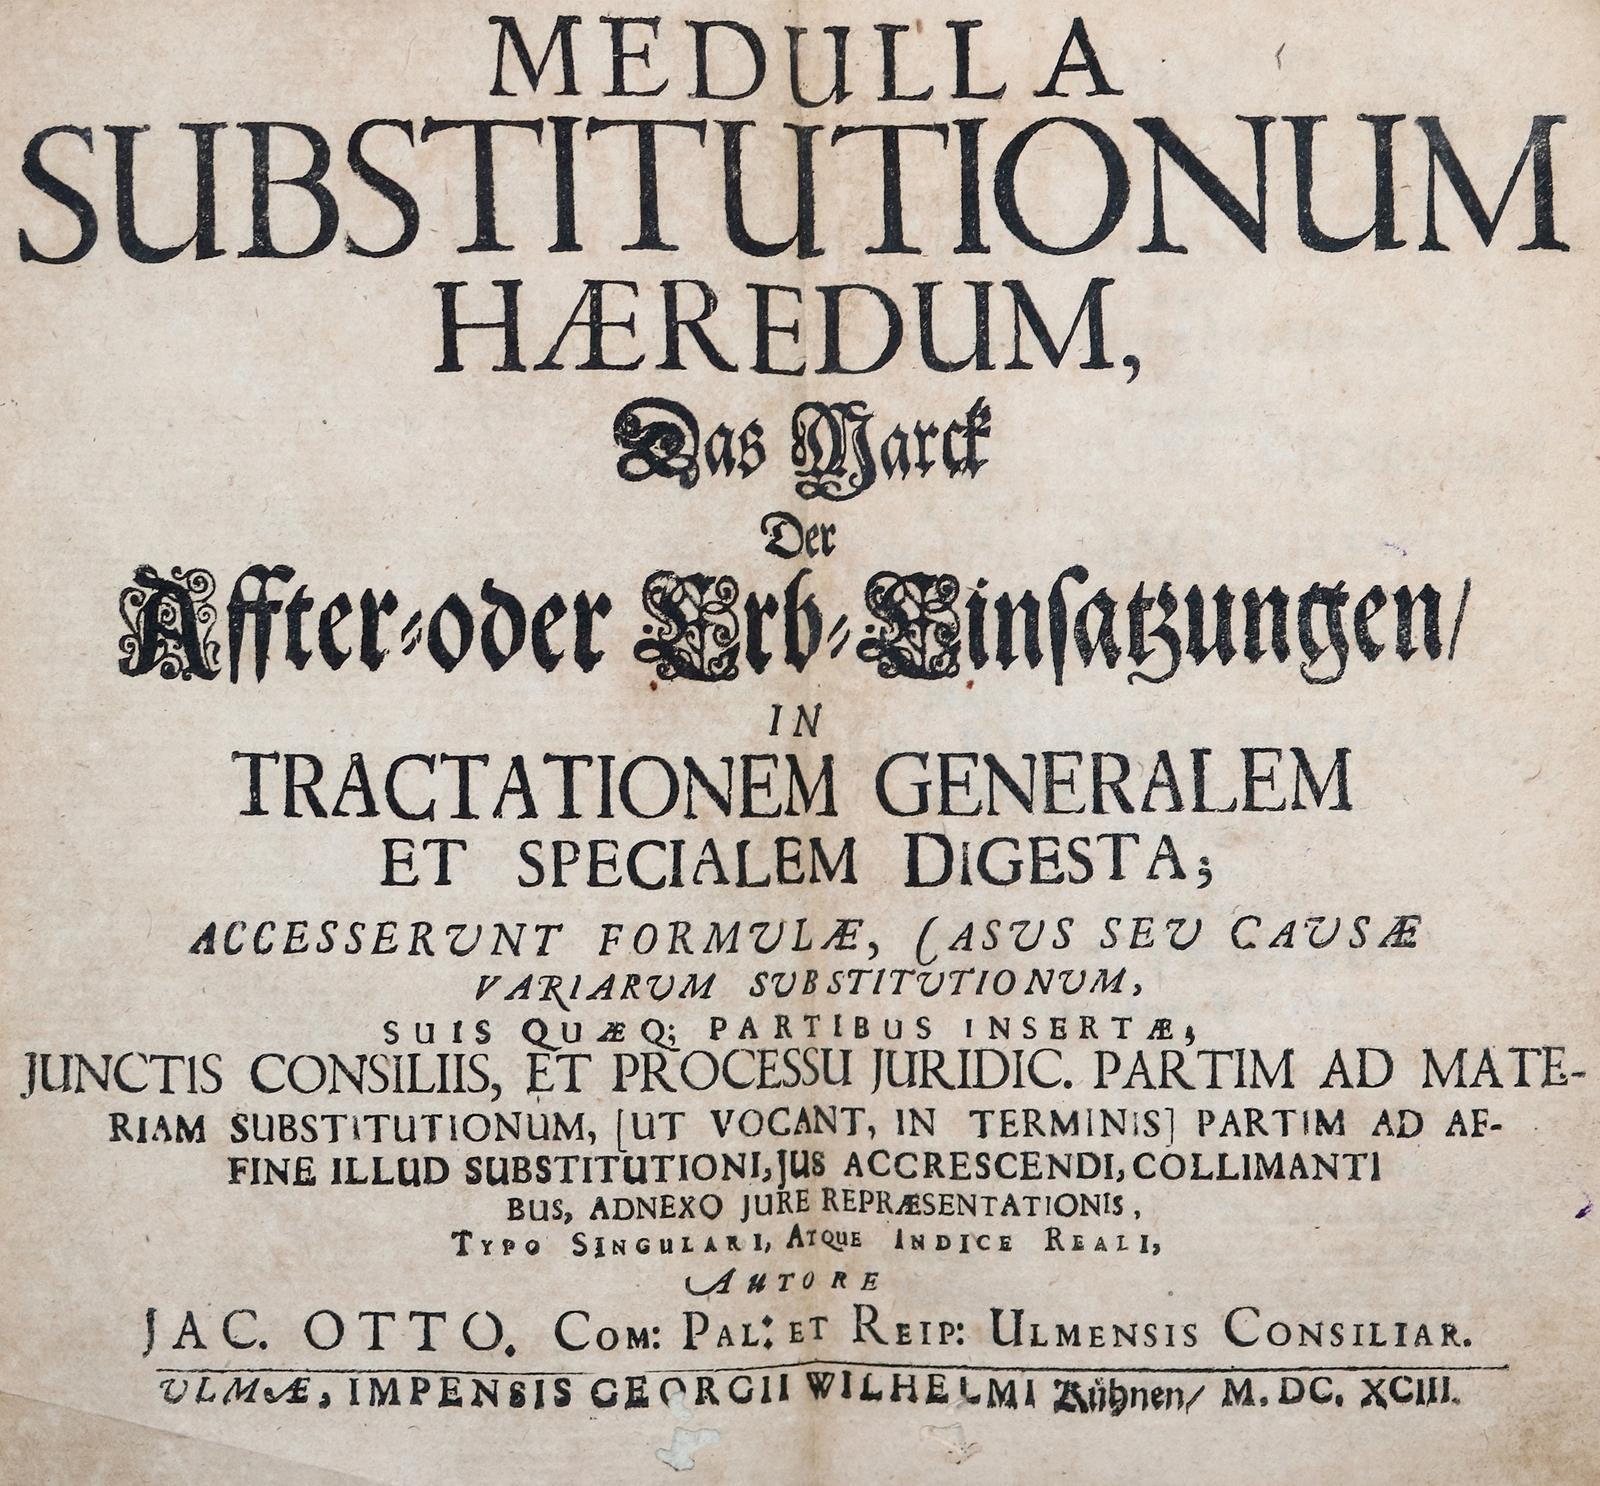 MEDULLA
SUBSTITUTIONUM
HÆREDUM,
Das Marck
Der
Affter-oder Erb-Einsatzungen/
IN
TRACTATIONEM GENERALEM
ET SPECIALEM DIGESTA;
ACCESSERUNT FORMULÆ, CASUS SEU CAUSÆ
VARIARUM SUBSTITUTIONUM,
SUIS QUÆQ; PARTIBUS INSERTÆ,
JUNCTIS CONSILIIS, ET PROCESSU JURIDIC. PARTIM AD MATE-
RIAM SUBSTITUTIONUM, [UT VOCANT, IN TERMINIS] PARTIM AD AF-
FINE ILLUD SUBSTITUTIONI, JUS ACCRESCENDI, COLLIMANTI
BUS, ADNEXO JURE REPRÆSENTATIONIS,
TYPO SINGULARI, ATQUE INDICE REALI,
AUTORE
JAC. OTTO. COM: PAL: ET REIP: ULMENSIS CONSILIAR.
ULMÆ, IMPENSIS GEORGII WILHELMI Kühnen/ M. DC. XCIII.